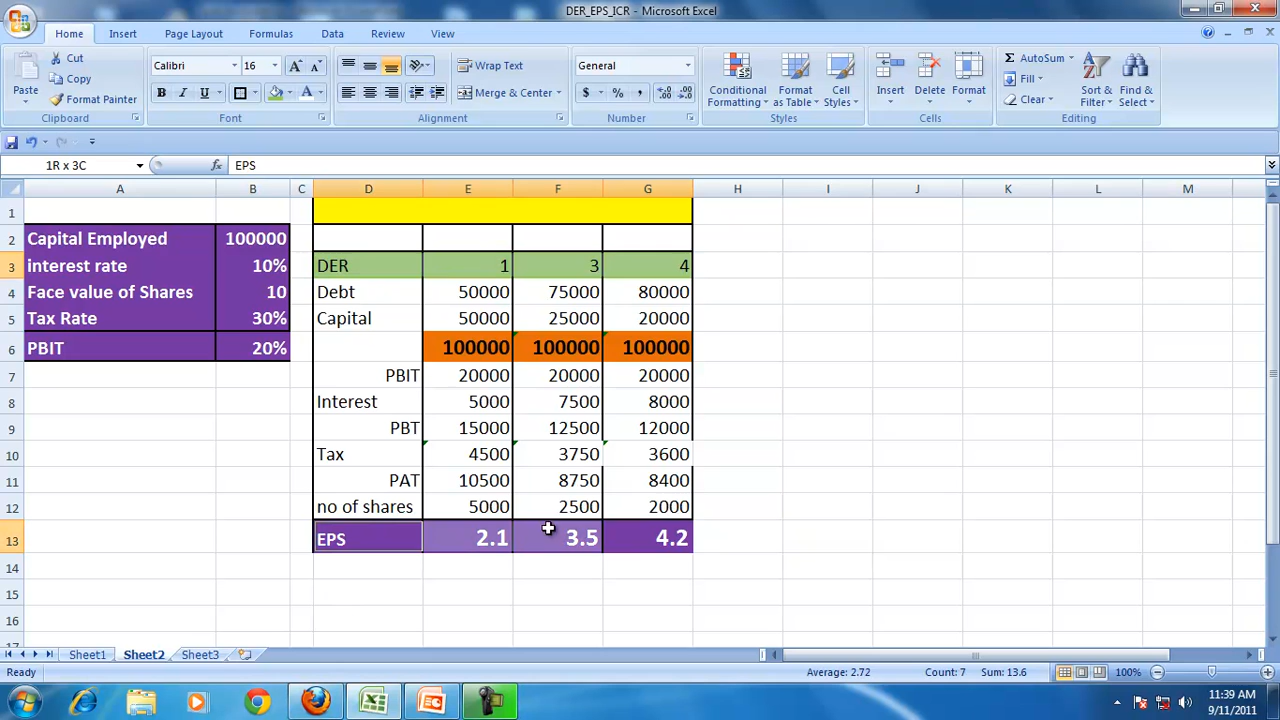 DER_EPS_ICR - Microsoft Excel
Home Insert Page Layout Formulas Data Review View
Paste Cut Copy Format Painter Clipboard
Calibri 16 A A B I U A Font
Wrap Text Merge & Center Alignment
General $ % , Number
Conditional Formatting Format as Table Cell Styles Styles
Insert Delete Format Cells
AutoSum Fill Clear Sort & Filter Find & Select Editing
1R x 3C fx EPS
A B C D E F G H I J K L M
1
2 Capital Employed 100000
3 interest rate 10% DER 1 3 4
4 Face value of Shares 10 Debt 50000 75000 80000
5 Tax Rate 30% Capital 50000 25000 20000
6 PBIT 20% 100000 100000 100000
7 PBIT 20000 20000 20000
8 Interest 5000 7500 8000
9 PBT 15000 12500 12000
10 Tax 4500 3750 3600
11 PAT 10500 8750 8400
12 no of shares 5000 2500 2000
13 EPS 2.1 3.5 4.2
14
15
16
17
Sheet1 Sheet2 Sheet3
Ready Average: 2.72 Count: 7 Sum: 13.6 100%
11:39 AM
9/11/2011